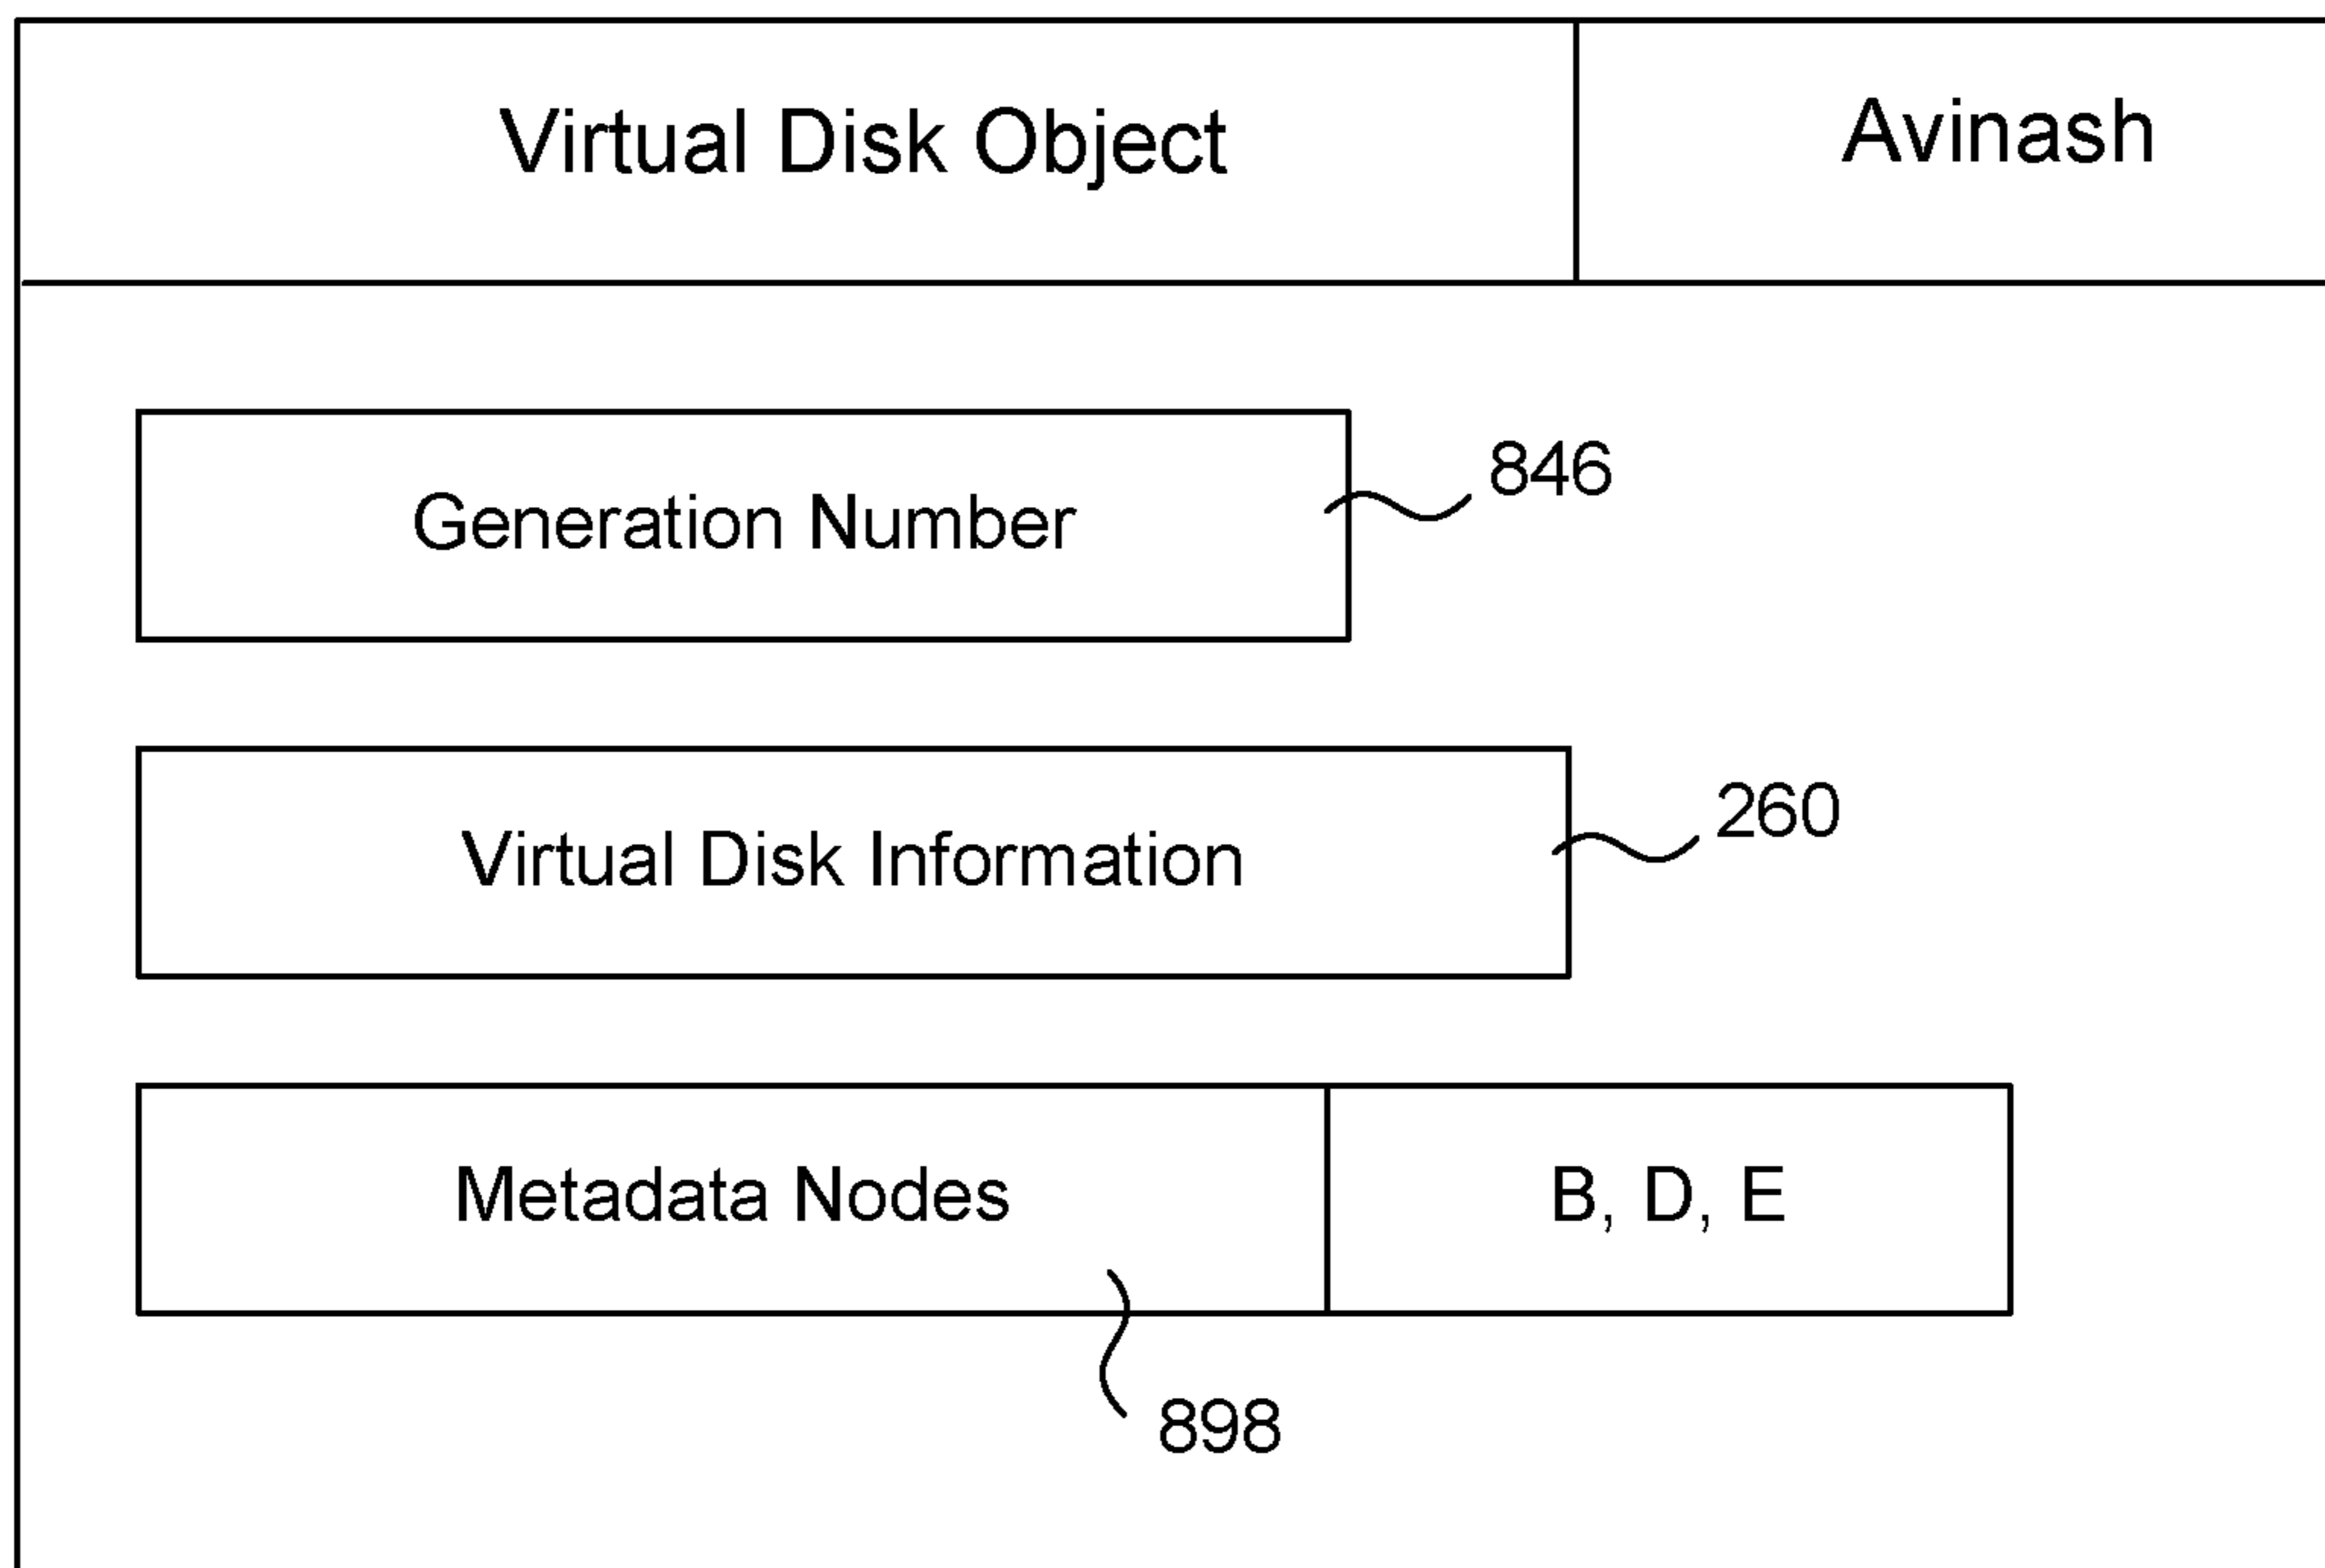 Virtual Disk Object
Avinash
Generation Number
846
Virtual Disk Information
260
Metadata Nodes
B, D, E
898